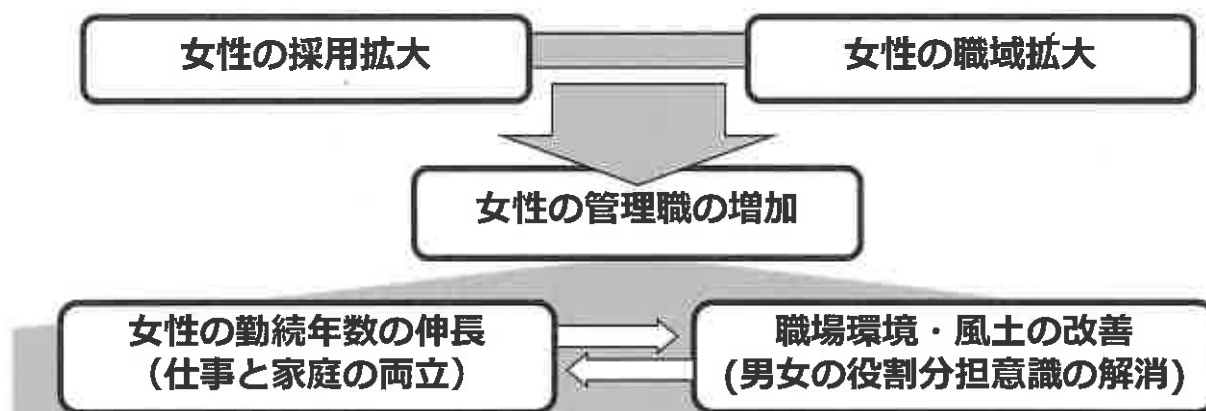 女性の採用拡大
女性の職域拡大
女性の管理職の増加
女性の勤続年数の伸長
（仕事と家庭の両立）
職場環境・風土の改善
(男女の役割分担意識の解消)